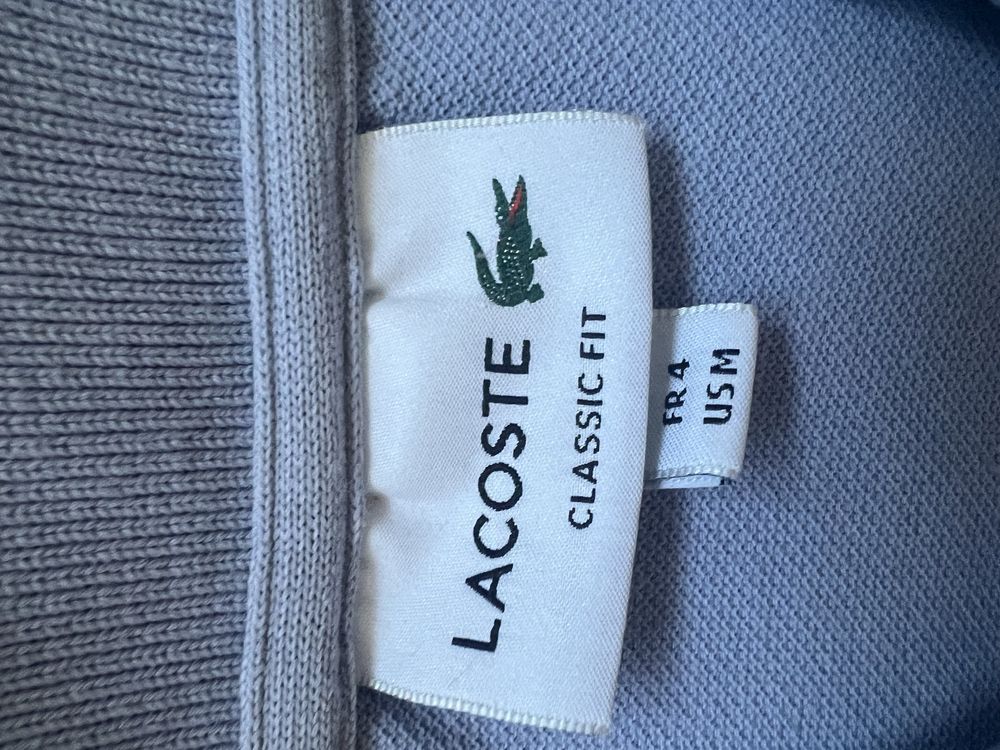 LACOSTE
CLASSIC FIT
FR 4
US M